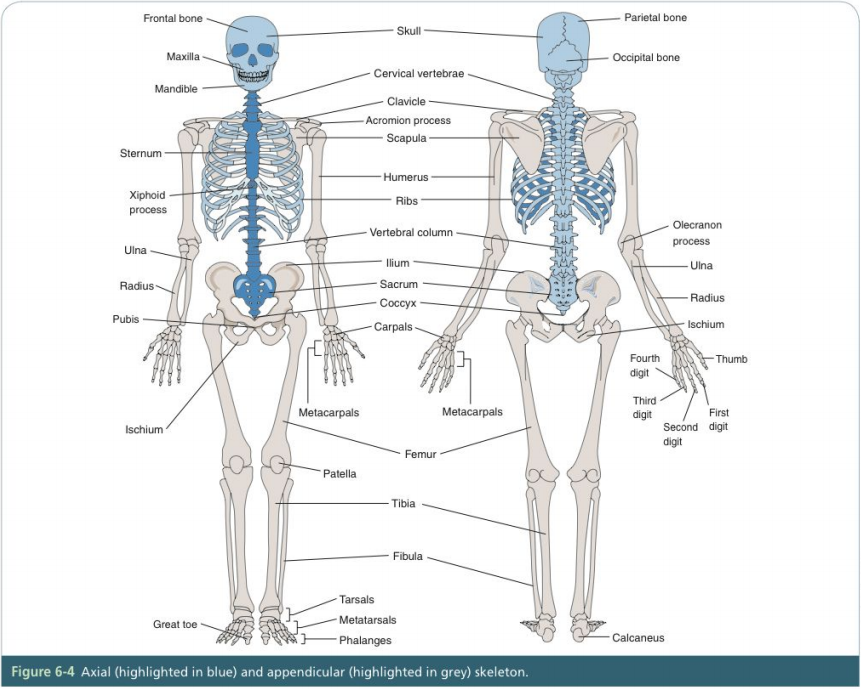 Frontal bone
Maxilla
Mandible
Sternum
Xiphoid
process
Ulna
Radius
Pubis
Ischium
Great toe
Skull
Cervical vertebrae
Clavicle
Acromion process
Scapula
Humerus
Ribs
Vertebral column
Ilium
Sacrum
Coccyx
Carpals
Metacarpals
Metacarpals
Femur
Patella
Tibia
Fibula
Tarsals
Metatarsals
Phalanges
Parietal bone
Occipital bone
Olecranon
process
Ulna
Radius
Ischium
Thumb
Fourth
digit
Third
digit
Second
digit
First
digit
Calcaneus
Figure 6-4 Axial (highlighted in blue) and appendicular (highlighted in grey) skeleton.